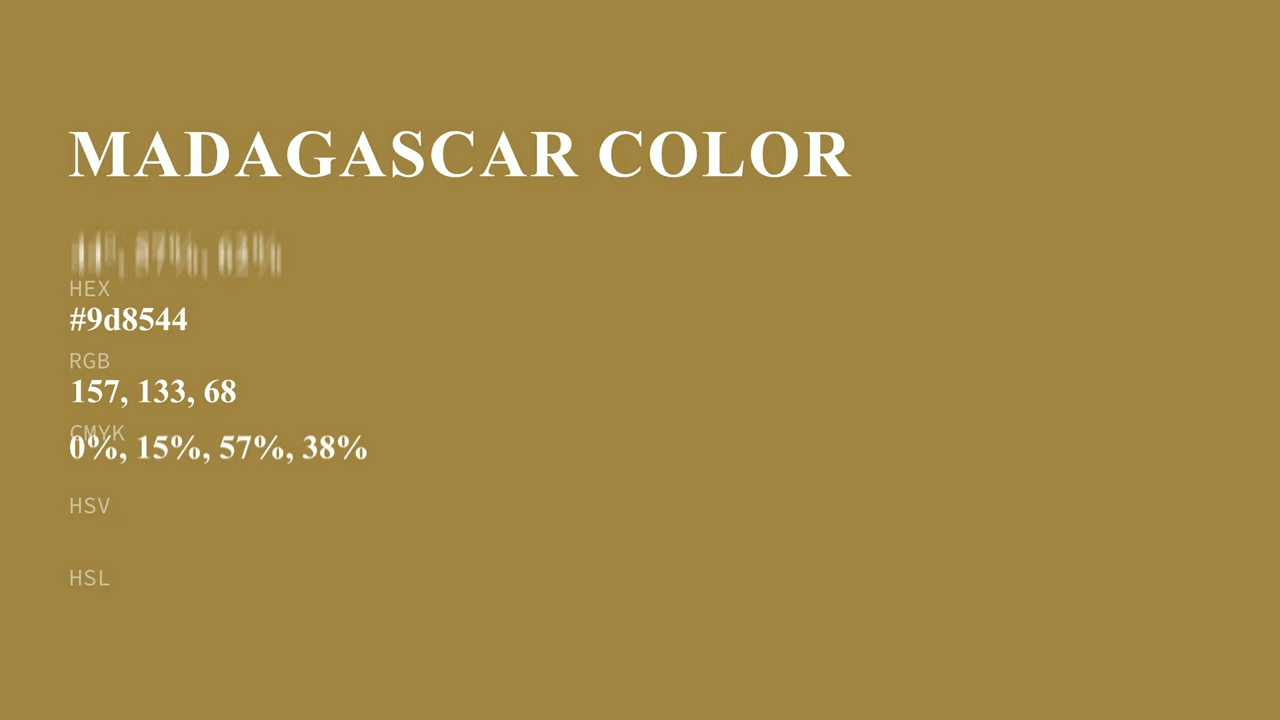 MADAGASCAR COLOR
HEX
#9d8544
RGB
157, 133, 68
CMYK
0%, 15%, 57%, 38%
HSV
HSL